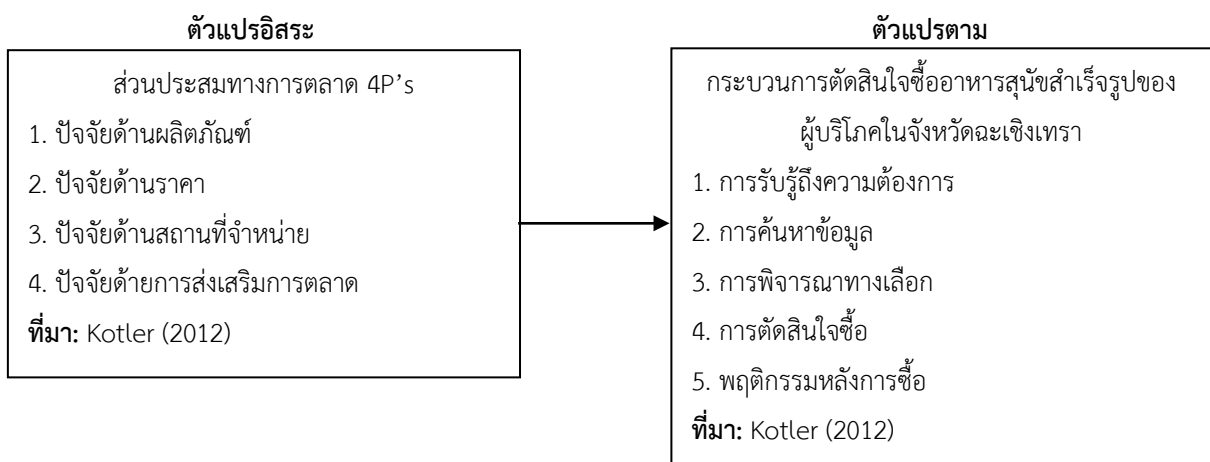 ตัวแปรอิสระ
ส่วนประสมทางการตลาด 4P’s
1. ปัจจัยด้านผลิตภัณฑ์
2. ปัจจัยด้านราคา
3. ปัจจัยด้านสถานที่จำหน่าย
4. ปัจจัยด้ายการส่งเสริมการตลาด
ที่มา: Kotler (2012)
ตัวแปรตาม
กระบวนการตัดสินใจซื้ออาหารสุนัขสำเร็จรูปของ
ผู้บริโภคในจังหวัดฉะเชิงเทรา
1. การรับรู้ถึงความต้องการ
2. การค้นหาข้อมูล
3. การพิจารณาทางเลือก
4. การตัดสินใจซื้อ
5. พฤติกรรมหลังการซื้อ
ที่มา: Kotler (2012)